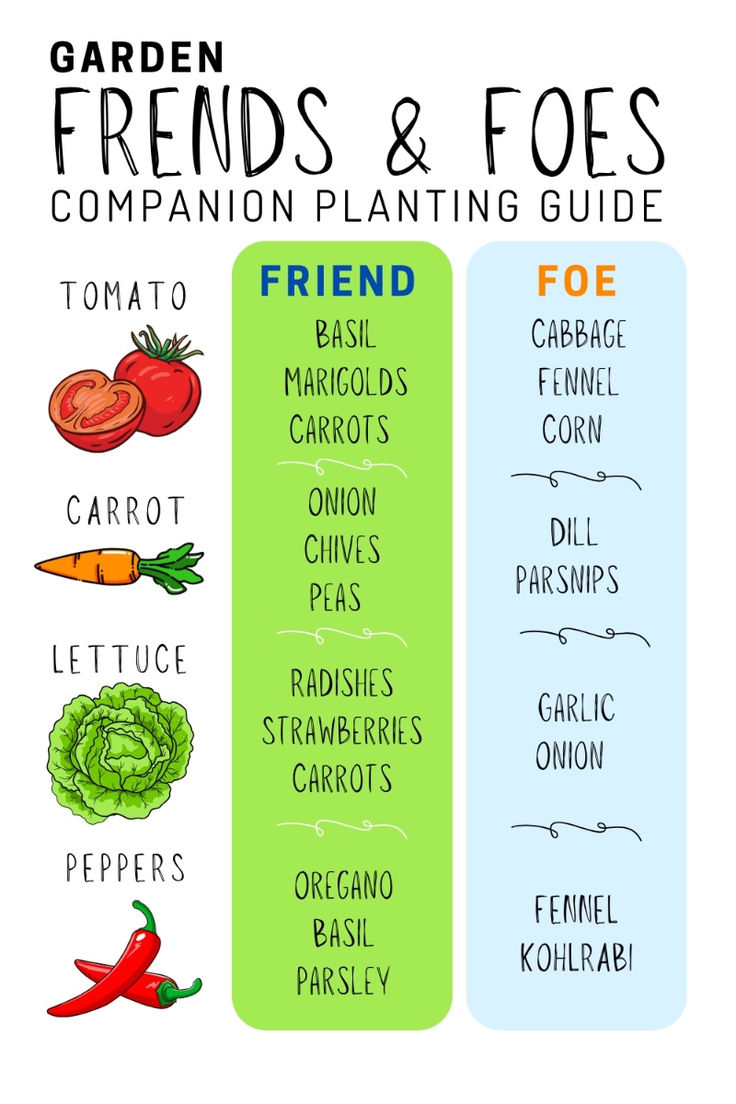 GARDEN
FRENDS & FOES
COMPANION PLANTING GUIDE
FRIEND
FOE
TOMATO
BASIL
MARIGOLDS
CARROTS
CABBAGE
FENNEL
CORN
CARROT
ONION
CHIVES
PEAS
DILL
PARSNIPS
LETTUCE
RADISHES
STRAWBERRIES
CARROTS
GARLIC
ONION
PEPPERS
OREGANO
BASIL
PARSLEY
FENNEL
KOHLRABI